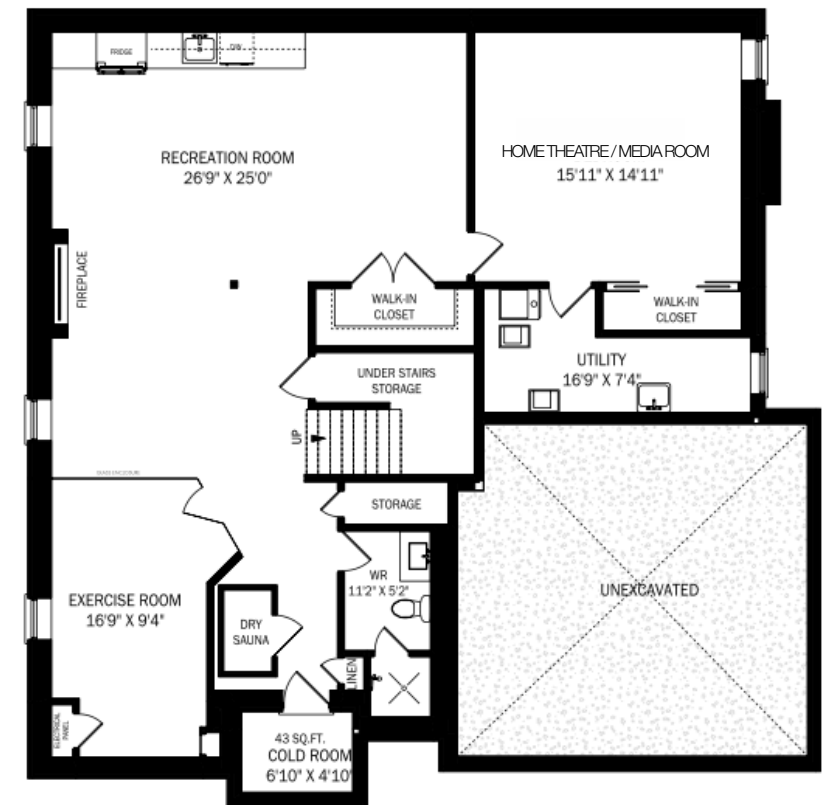 FRIDGE
D/W
RECREATION ROOM
26'9" X 25'0"
HOME THEATRE / MEDIA ROOM
15'11" X 14'11"
FIREPLACE
WALK-IN
CLOSET
WALK-IN
CLOSET
UNDER STAIRS
STORAGE
UTILITY
16'9" X 7'4"
UP
GLASS ENCLOSURE
STORAGE
WR
11'2" X 5'2"
UNEXCAVATED
EXERCISE ROOM
16'9" X 9'4"
DRY
SAUNA
LINEN
ELECTRICAL
PANEL
43 SQ.FT.
COLD ROOM
6'10" X 4'10"